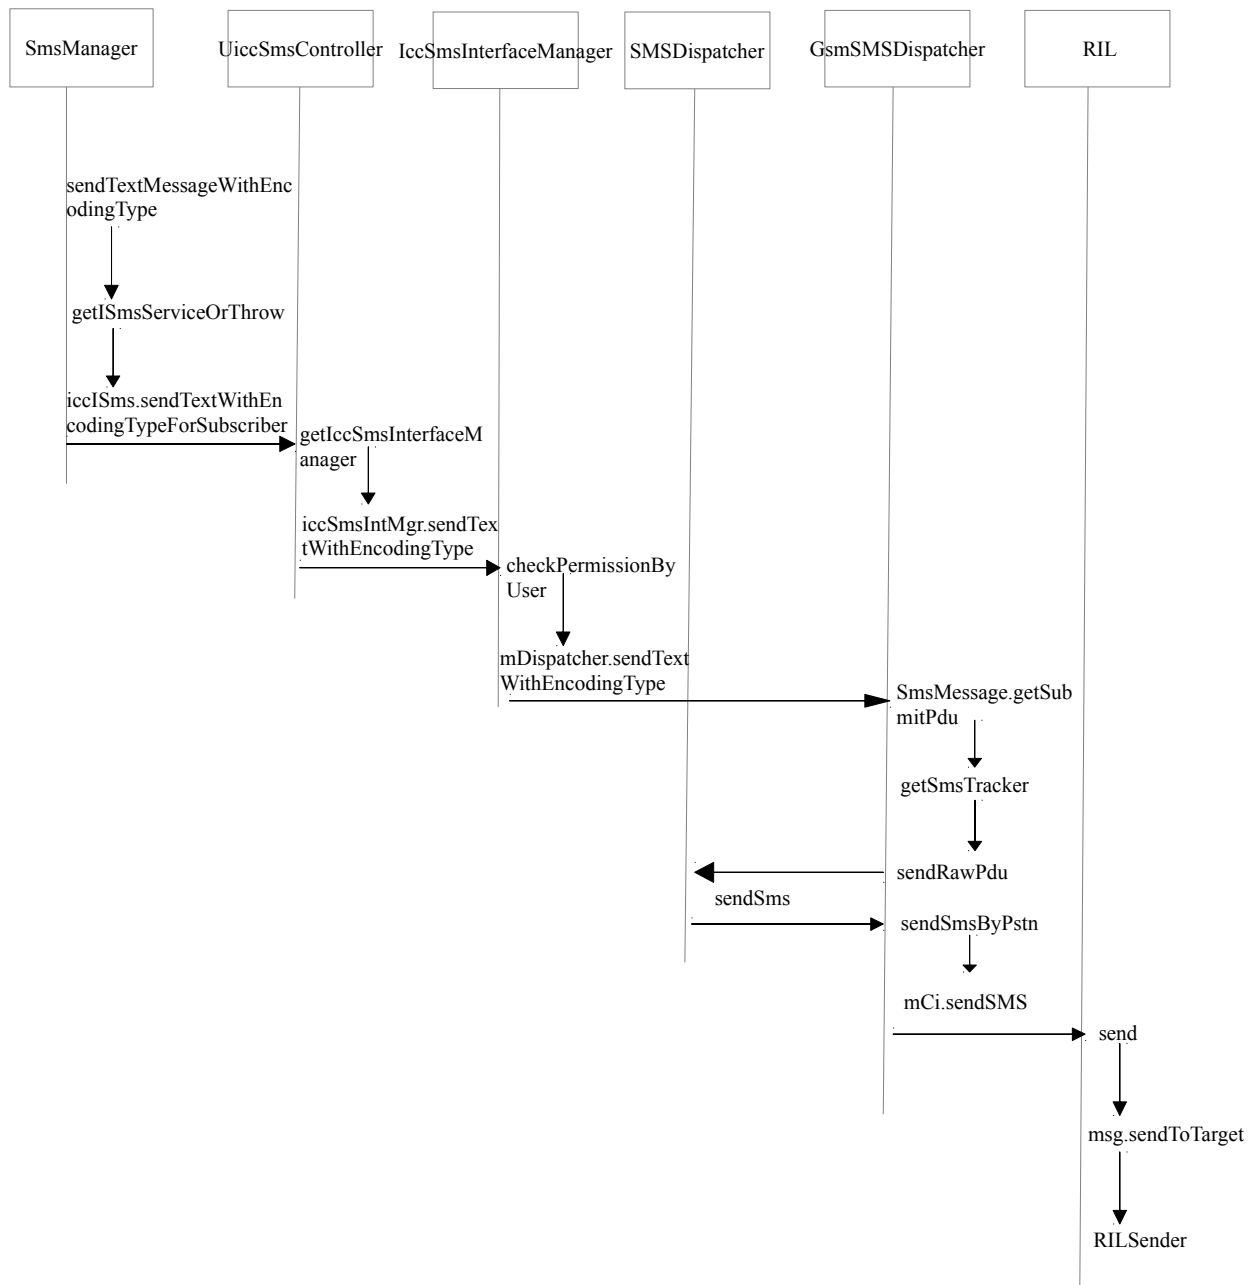 SmsManager
UiccSmsController
IccSmsInterfaceManager
SMSDispatcher
GsmSMSDispatcher
RIL
sendTextMessageWithEnc
odingType
getISmsServiceOrThrow
iccISms.sendTextWithEn
codingTypeForSubscriber
getIccSmsInterfaceM
anager
iccSmsIntMgr.sendTex
tWithEncodingType
checkPermissionBy
User
mDispatcher.sendText
WithEncodingType
SmsMessage.getSub
mitPdu
getSmsTracker
sendRawPdu
sendSms
sendSmsByPstn
mCi.sendSMS
send
msg.sendToTarget
RILSender